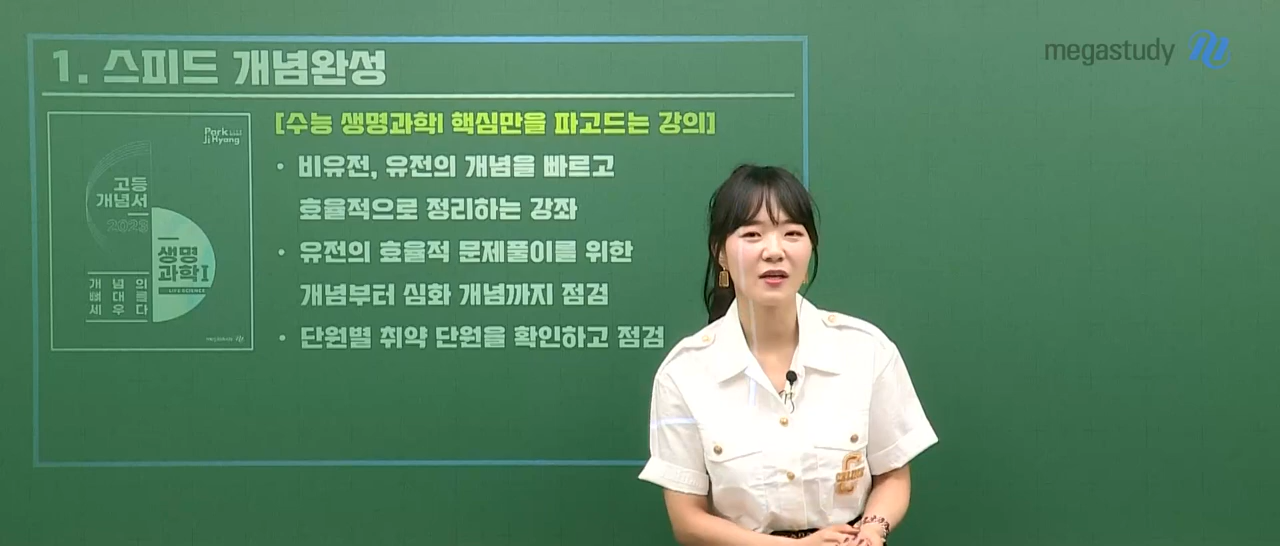 megastudy
1. 스피드 개념완성
[수능 생명과학I 핵심만을 파고드는 강의]
• 비유전, 유전의 개념을 빠르고
효율적으로 정리하는 강좌
• 유전의 효율적 문제풀이를 위한
개념부터 심화 개념까지 점검
• 단원별 취약 단원을 확인하고 점검
Park
Ji Hyang
고등
개념서
2023
생명
과학I
LIFE SCIENCE
개념의
뼈대를
세우다
megastudy